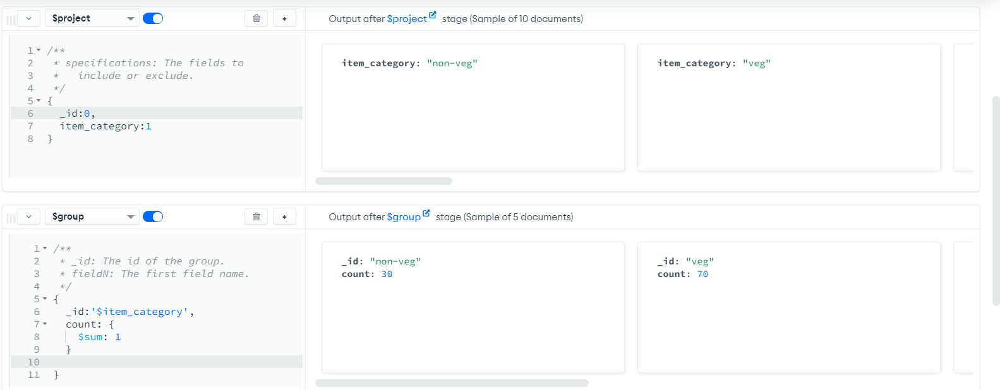 $project
+
Output after $project stage (Sample of 10 documents)
1 /**
2 * specifications: The fields to
3 *   include or exclude.
4 */
5 {
6 _id:0,
7 item_category:1
8 }
item_category: "non-veg"
item_category: "veg"
$group
+
Output after $group stage (Sample of 5 documents)
1 /**
2 * _id: The id of the group.
3 * fieldN: The first field name.
4 */
5 {
6 _id:'$item_category',
7 count: {
8 $sum: 1
9 }
10
11 }
_id: "non-veg"
count: 30
_id: "veg"
count: 70